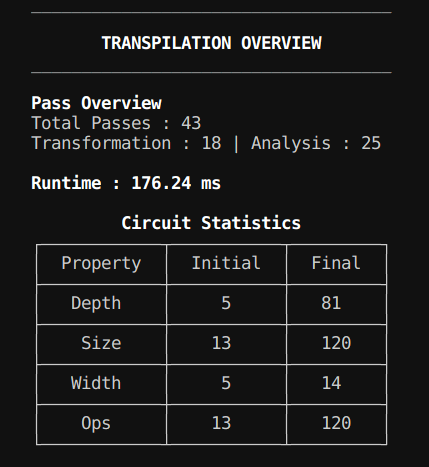 TRANSPILATION OVERVIEW
Pass Overview
Total Passes : 43
Transformation : 18 | Analysis : 25
Runtime : 176.24 ms
Circuit Statistics
Property Initial Final
Depth 5 81
Size 13 120
Width 5 14
Ops 13 120